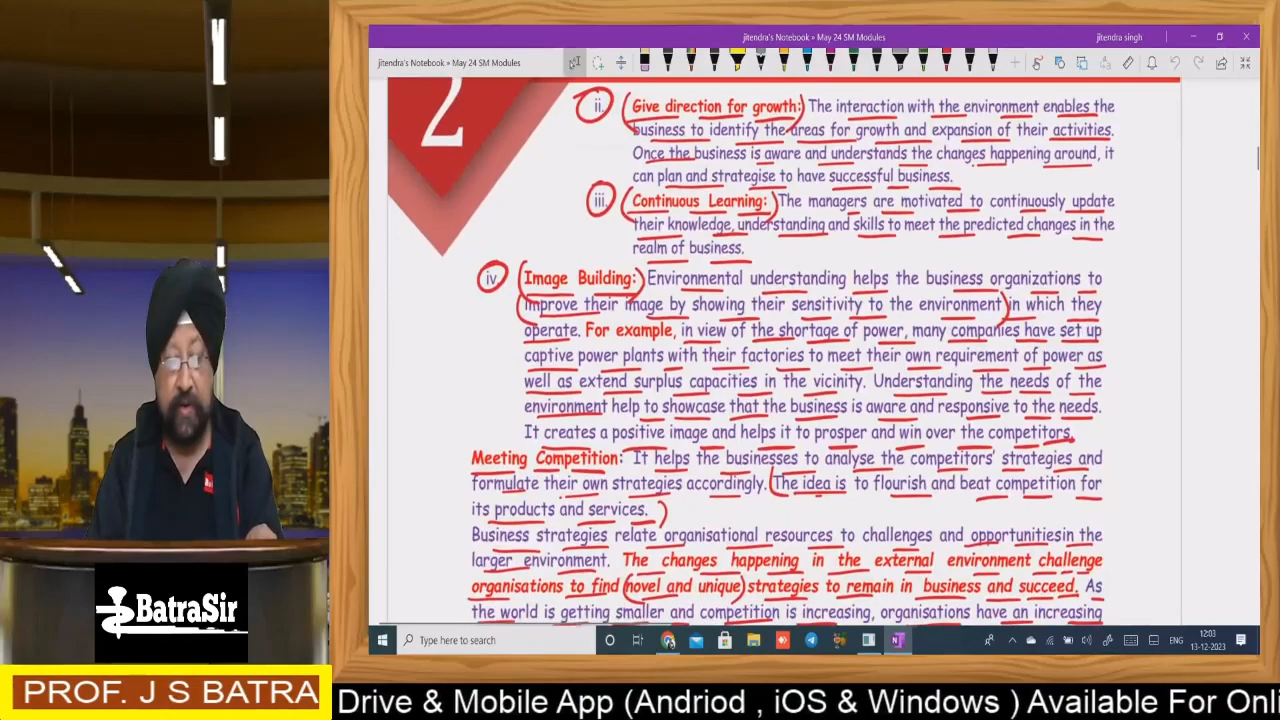 jitendra's Notebook » May 24 SM Modules
jitendra singh
jitendra's Notebook » May 24 SM Modules
2
ii. Give direction for growth: The interaction with the environment enables the
business to identify the areas for growth and expansion of their activities.
Once the business is aware and understands the changes happening around, it
can plan and strategise to have successful business.
iii. Continuous Learning: The managers are motivated to continuously update
their knowledge, understanding and skills to meet the predicted changes in the
realm of business.
iv Image Building: Environmental understanding helps the business organizations to
improve their image by showing their sensitivity to the environment in which they
operate. For example, in view of the shortage of power, many companies have set up
captive power plants with their factories to meet their own requirement of power as
well as extend surplus capacities in the vicinity. Understanding the needs of the
environment help to showcase that the business is aware and responsive to the needs.
It creates a positive image and helps it to prosper and win over the competitors.
Meeting Competition: It helps the businesses to analyse the competitors' strategies and
formulate their own strategies accordingly. The idea is to flourish and beat competition for
its products and services.
Business strategies relate organisational resources to challenges and opportunitiesin the
larger environment. The changes happening in the external environment challenge
organisations to find (novel and unique) strategies to remain in business and succeed. As
the world is getting smaller and competition is increasing, organisations have an increasing
Type here to search
ENG
12:03
13-12-2023
BatraSir
PROF. J S BATRA
Drive & Mobile App (Andriod , iOS & Windows ) Available For Onli